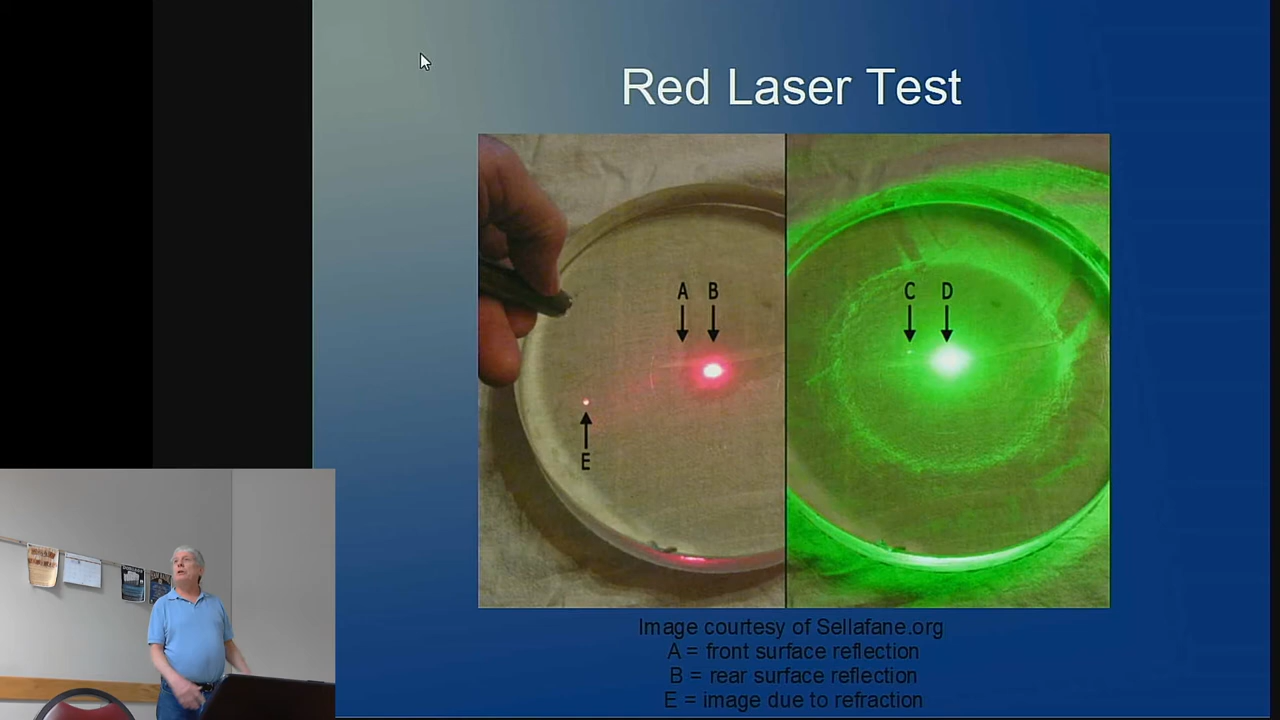 Red Laser Test
A B
C D
E
Image courtesy of Sellafane.org
A = front surface reflection
B = rear surface reflection
E = image due to refraction